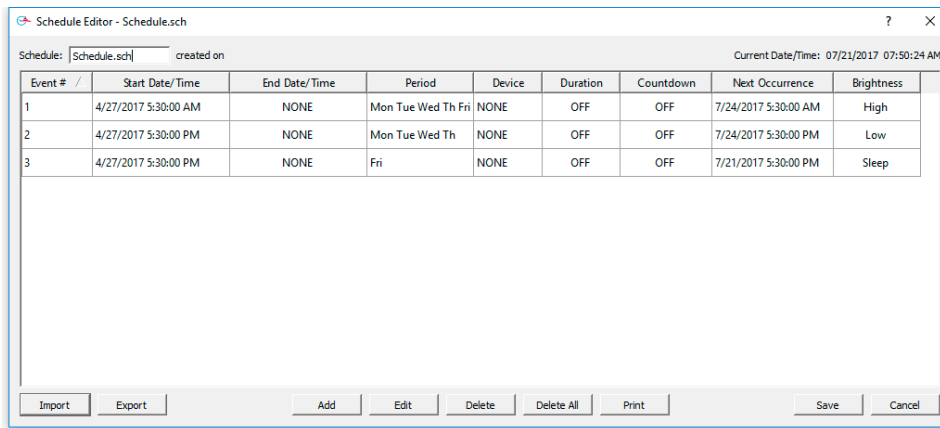 Schedule Editor - Schedule.sch ?
Schedule: Schedule.sch created on Current Date/Time: 07/21/2017 07:50:24 AM
Event # Start Date/Time End Date/Time Period Device Duration Countdown Next Occurrence Brightness
1 4/27/2017 5:30:00 AM NONE Mon Tue Wed Th Fri NONE OFF OFF 7/24/2017 5:30:00 AM High
2 4/27/2017 5:30:00 PM NONE Mon Tue Wed Th NONE OFF OFF 7/24/2017 5:30:00 PM Low
3 4/27/2017 5:30:00 PM NONE Fri NONE OFF OFF 7/21/2017 5:30:00 PM Sleep
Import Export Add Edit Delete Delete All Print Save Cancel